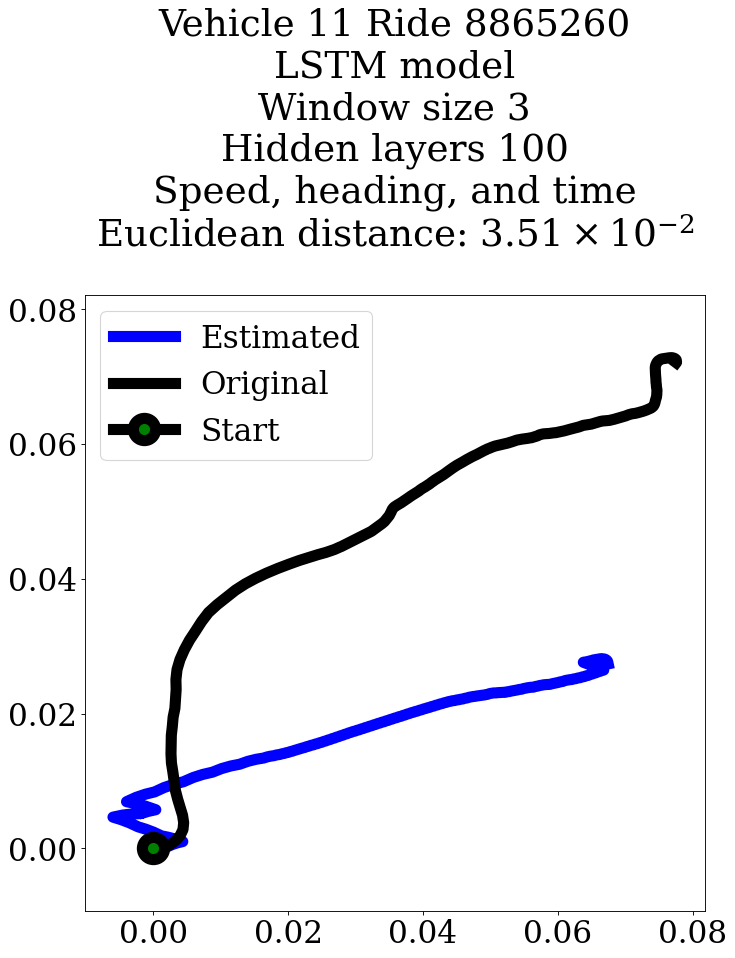 Vehicle 11 Ride 8865260
LSTM model
Window size 3
Hidden layers 100
Speed, heading, and time
Euclidean distance: 3.51 × 10⁻²
0.08
0.06
0.04
0.02
0.00
Estimated
Original
Start
0.00 0.02 0.04 0.06 0.08